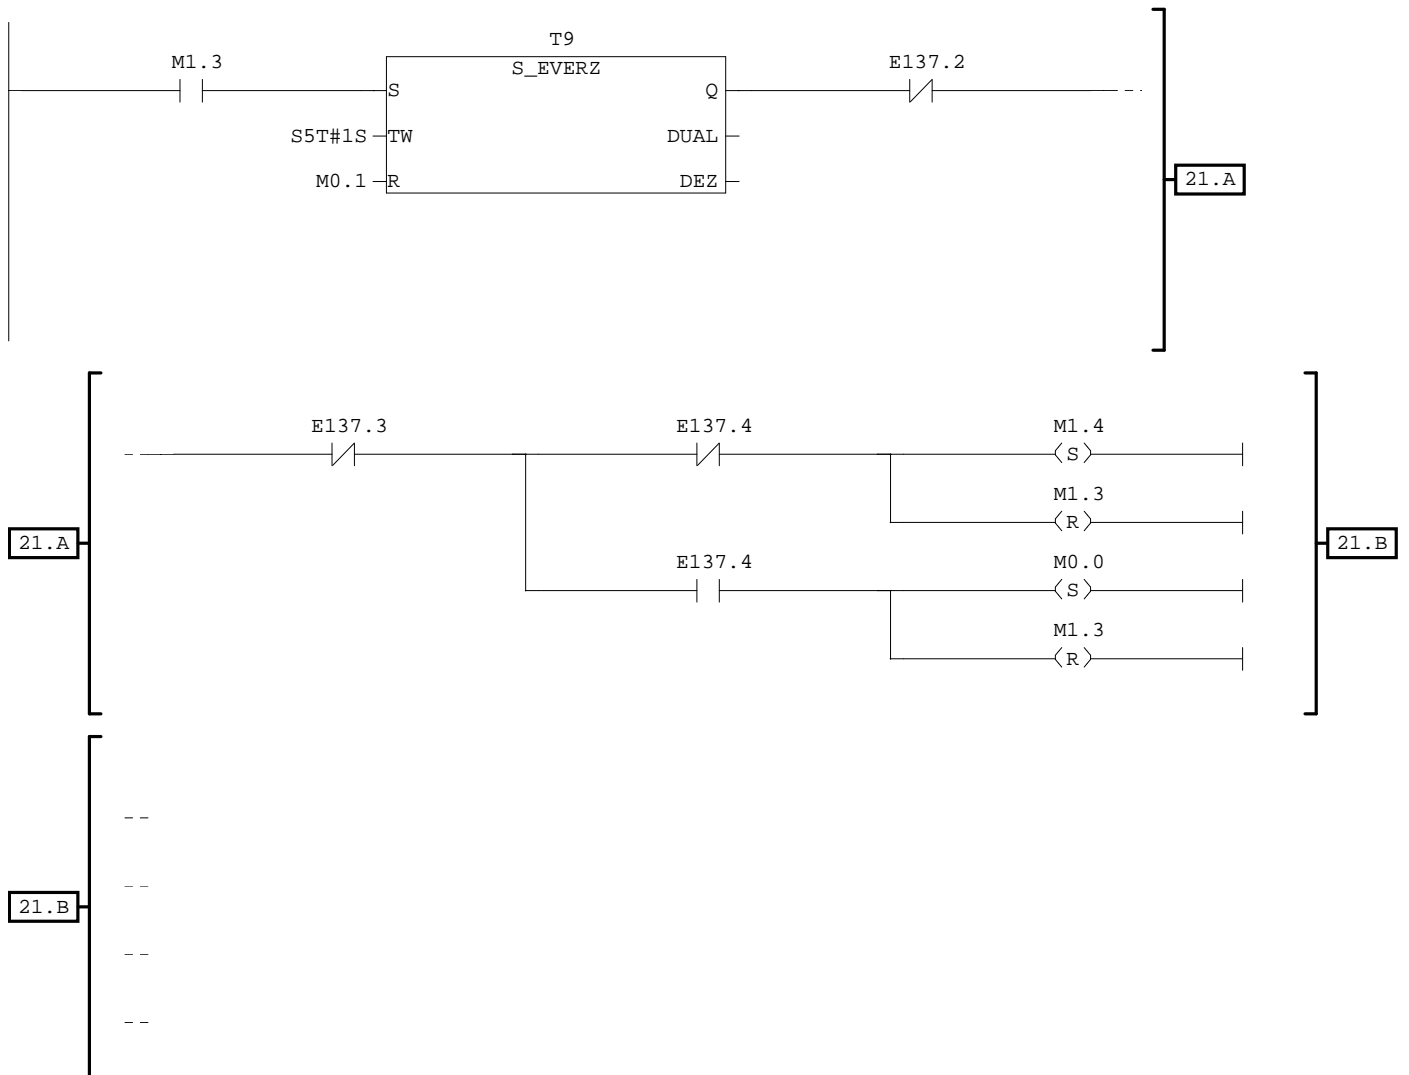 T9
M1.3
S_EVERZ
E137.2
S
Q
S5T#1S
TW
DUAL
M0.1
R
DEZ
21.A
E137.3
E137.4
M1.4
S
M1.3
R
21.A
E137.4
M0.0
S
21.B
M1.3
R
21.B